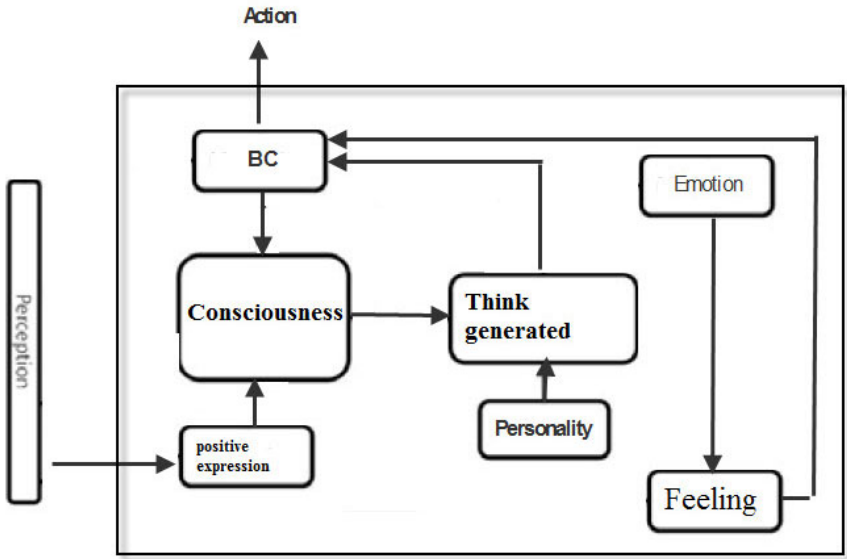 Action
BC
Emotion
Perception
Consciousness
Think
generated
Personality
positive
expression
Feeling